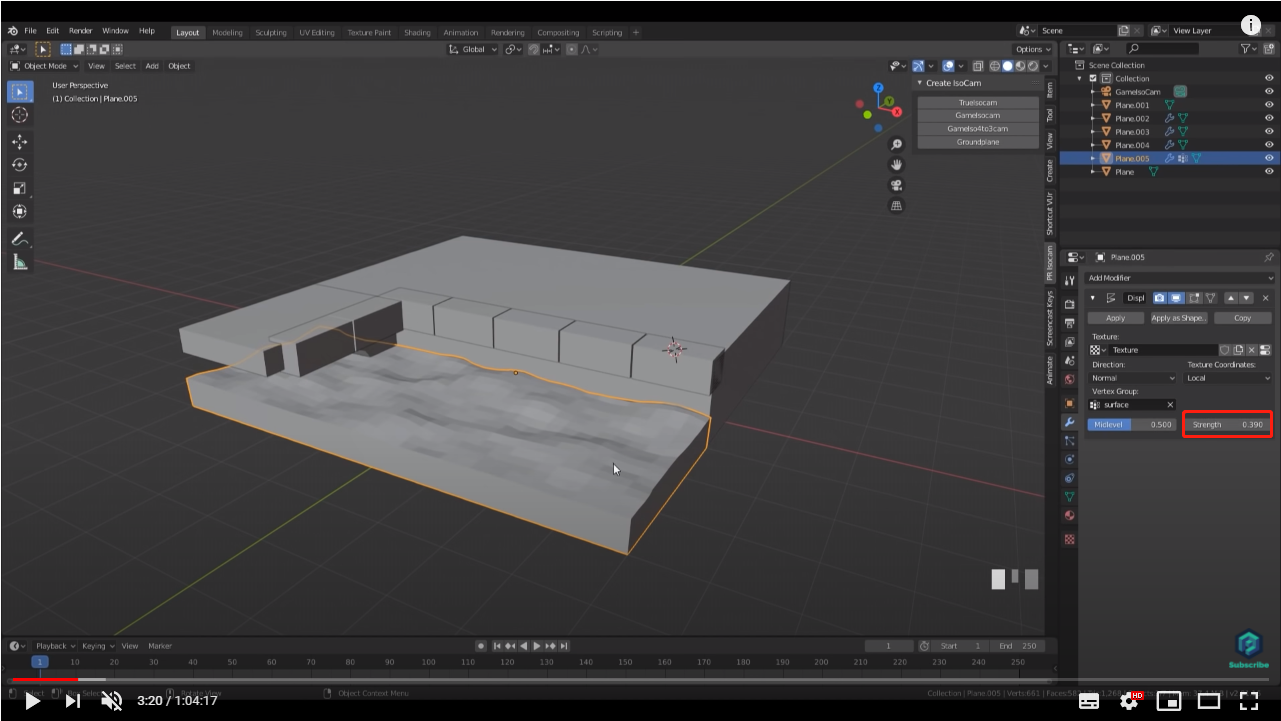 File Edit Render Window Help Layout Modeling Sculpting UV Editing Texture Paint Shading Animation Rendering Compositing Scripting + Scene View Layer
Global Options
Object Mode View Select Add Object
User Perspective
(1) Collection | Plane.005
Z
Y
X
Create IsoCam
TrueIsocam
GameIsocam
GameIso4to3cam
Groundplane
Item
Tool
View
Create
Shortcut VUr
PR Isocam
Screencast Keys
Animate
Scene Collection
Collection
GameIsoCam
Plane.001
Plane.002
Plane.003
Plane.004
Plane.005
Plane
Plane.005
Add Modifier
Displ
Apply Apply as Shape.. Copy
Texture:
Texture
Direction: Texture Coordinates:
Normal Local
Vertex Group:
surface
Midlevel 0.500 Strength 0.390
Playback Keying View Marker 1 Start 1 End 250
1 10 20 30 40 50 60 70 80 90 100 110 120 130 140 150 160 170 180 190 200 210 220 230 240 250
Subscribe
Select Box Select Rotate View Object Context Menu Collection | Plane.005 | Verts:661
3:20 / 1:04:17 HD